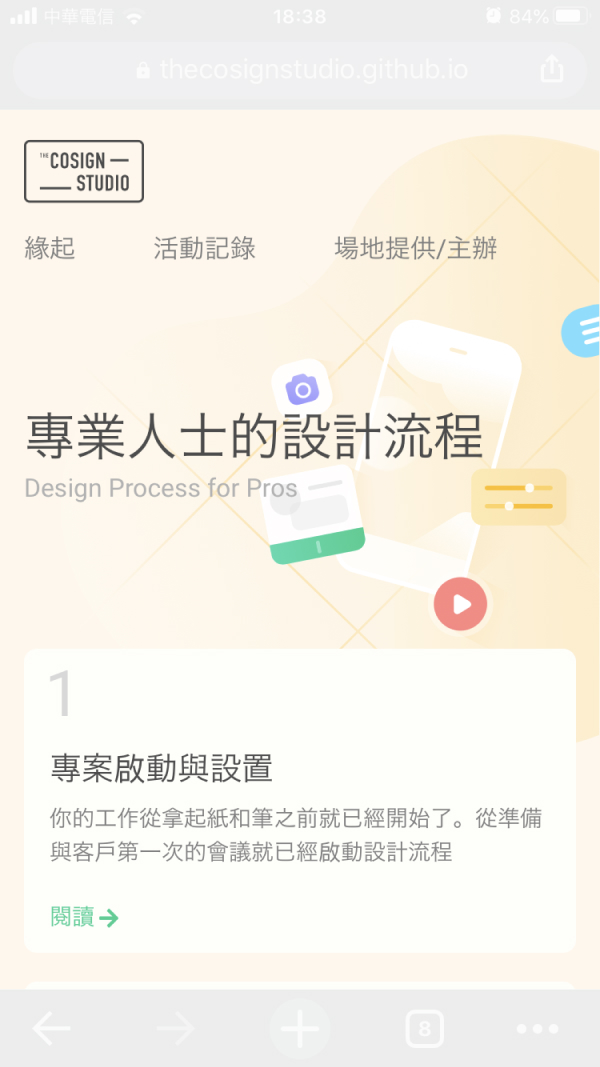 中華電信
18:38
84%
thecosignstudio.github.io
THE COSIGN
STUDIO
緣起 活動記錄 場地提供/主辦
專業人士的設計流程
Design Process for Pros
1
專案啟動與設置
你的工作從拿起紙和筆之前就已經開始了。從準備
與客戶第一次的會議就已經啟動設計流程
閱讀
8